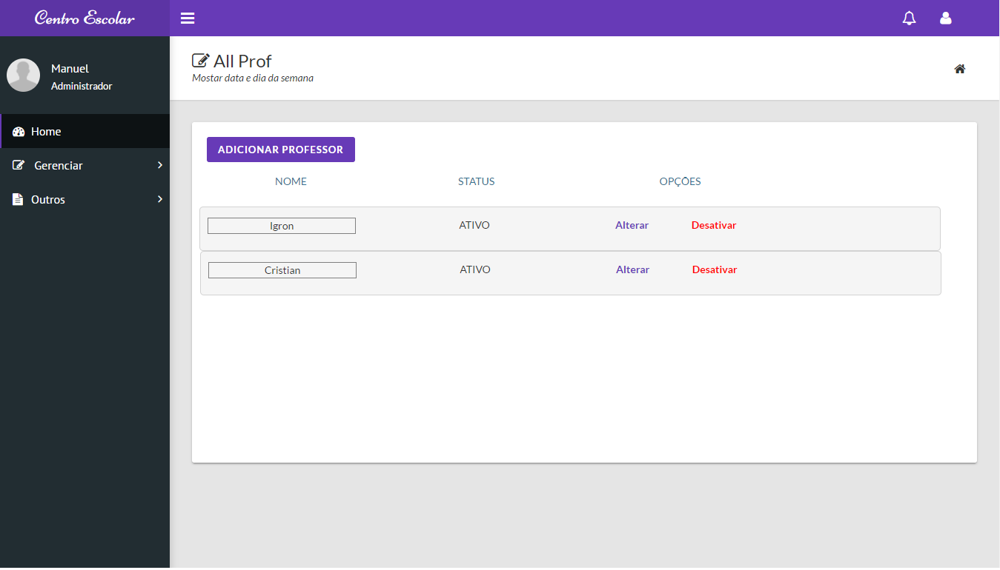 Centro Escolar
Manuel
Administrador
Home
Gerenciar
Outros
All Prof
Mostar data e dia da semana
ADICIONAR PROFESSOR
NOME STATUS OPÇÕES
Igron ATIVO Alterar Desativar
Cristian ATIVO Alterar Desativar